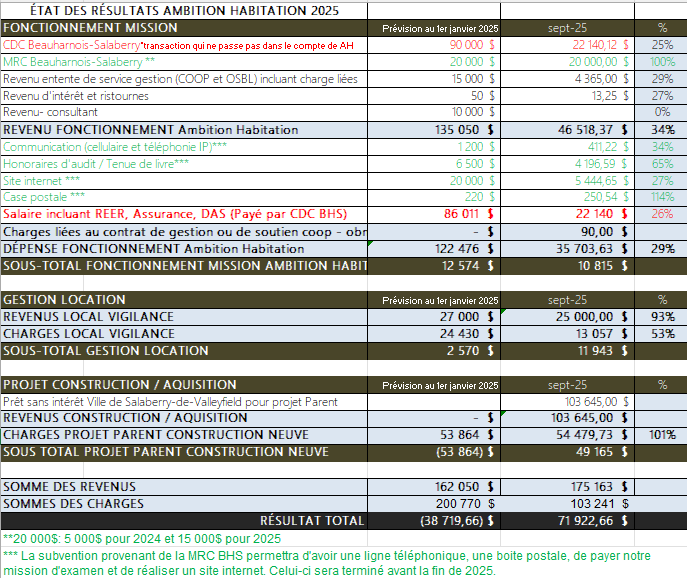 ÉTAT DES RÉSULTATS AMBITION HABITATION 2025
FONCTIONNEMENT MISSION Prévision au 1er janvier 2025 sept-25 %
CDC Beauharnois-Salaberry*transaction qui ne passe pas dans le compte de AH 90 000 $ 22 140,12 $ 25%
MRC Beauharnois-Salaberry ** 20 000 $ 20 000,00 $ 100%
Revenu entente de service gestion (COOP et OSBL) incluant charge liées 15 000 $ 4 365,00 $ 29%
Revenu d'intérêt et ristournes 50 $ 13,25 $ 27%
Revenu- consultant 10 000 $ 0%
REVENU FONCTIONNEMENT Ambition Habitation 135 050 $ 46 518,37 $ 34%
Communication (cellulaire et téléphonie IP)*** 1 200 $ 411,22 $ 34%
Honoraires d'audit / Tenue de livre*** 6 500 $ 4 196,59 $ 65%
Site internet *** 20 000 $ 5 444,65 $ 27%
Case postale *** 220 $ 250,54 $ 114%
Salaire incluant REER, Assurance, DAS (Payé par CDC BHS) 86 011 $ 22 140 $ 26%
Charges liées au contrat de gestion ou de soutien coop - obn - $ 90,00 $
DÉPENSE FONCTIONNEMENT Ambition Habitation 122 476 $ 35 703,63 $ 29%
SOUS-TOTAL FONCTIONNEMENT MISSION AMBITION HABIT 12 574 $ 10 815 $
GESTION LOCATION Prévision au 1er janvier 2025 sept-25 %
REVENUS LOCAL VIGILANCE 27 000 $ 25 000,00 $ 93%
CHARGES LOCAL VIGILANCE 24 430 $ 13 057 $ 53%
SOUS-TOTAL GESTION LOCATION 2 570 $ 11 943 $
PROJET CONSTRUCTION / AQUISITION Prévision au 1er janvier 2025 sept-25 %
Prêt sans intérêt Ville de Salaberry-de-Valleyfield pour projet Parent 103 645,00 $
REVENUS CONSTRUCTION / AQUISITION - $ 103 645,00 $
CHARGES PROJET PARENT CONSTRUCTION NEUVE 53 864 $ 54 479,73 $ 101%
SOUS TOTAL PROJET PARENT CONSTRUCTION NEUVE (53 864) $ 49 165 $
SOMME DES REVENUS 162 050 $ 175 163 $
SOMMES DES CHARGES 200 770 $ 103 241 $
RÉSULTAT TOTAL (38 719,66) $ 71 922,66 $
**20 000$: 5 000$ pour 2024 et 15 000$ pour 2025
*** La subvention provenant de la MRC BHS permettra d'avoir une ligne téléphonique, une boite postale, de payer notre
mission d'examen et de réaliser un site internet. Celui-ci sera terminé avant la fin de 2025.